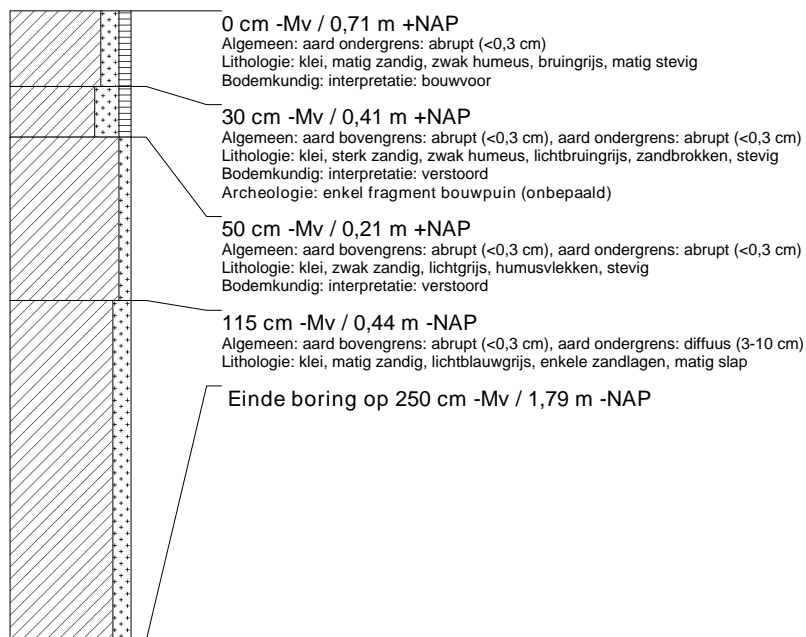 0 cm -Mv / 0,71 m +NAP
Algemeen: aard ondergrens: abrupt (<0,3 cm)
Lithologie: klei, matig zandig, zwak humeus, bruingrijs, matig stevig
Bodemkundig: interpretatie: bouwvoor
30 cm -Mv / 0,41 m +NAP
Algemeen: aard bovengrens: abrupt (<0,3 cm), aard ondergrens: abrupt (<0,3 cm)
Lithologie: klei, sterk zandig, zwak humeus, lichtbruingrijs, zandbrokken, stevig
Bodemkundig: interpretatie: verstoord
Archeologie: enkel fragment bouwpuin (onbepaald)
50 cm -Mv / 0,21 m +NAP
Algemeen: aard bovengrens: abrupt (<0,3 cm), aard ondergrens: abrupt (<0,3 cm)
Lithologie: klei, zwak zandig, lichtgrijs, humusvlekken, stevig
Bodemkundig: interpretatie: verstoord
115 cm -Mv / 0,44 m -NAP
Algemeen: aard bovengrens: abrupt (<0,3 cm), aard ondergrens: diffuus (3-10 cm)
Lithologie: klei, matig zandig, lichtblauwgrijs, enkele zandlagen, matig slap
Einde boring op 250 cm -Mv / 1,79 m -NAP